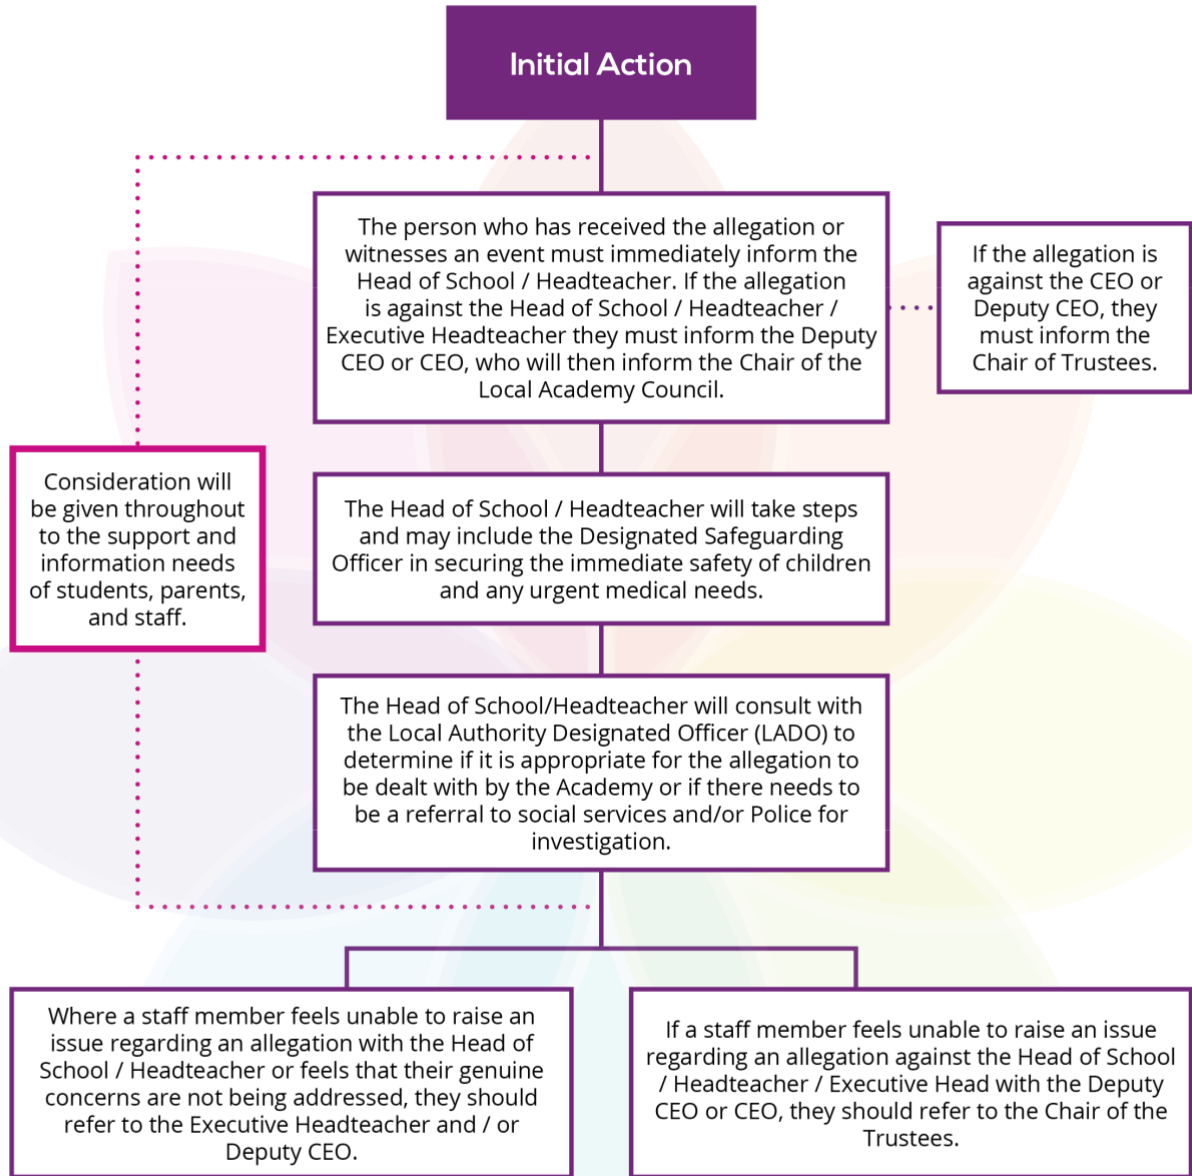 Initial Action
The person who has received the allegation or
witnesses an event must immediately inform the
Head of School / Headteacher. If the allegation
is against the Head of School / Headteacher /
Executive Headteacher they must inform the Deputy
CEO or CEO, who will then inform the Chair of the
Local Academy Council.
If the allegation is
against the CEO or
Deputy CEO, they
must inform the
Chair of Trustees.
Consideration will
be given throughout
to the support and
information needs
of students, parents,
and staff.
The Head of School / Headteacher will take steps
and may include the Designated Safeguarding
Officer in securing the immediate safety of children
and any urgent medical needs.
The Head of School/Headteacher will consult with
the Local Authority Designated Officer (LADO) to
determine if it is appropriate for the allegation to
be dealt with by the Academy or if there needs to
be a referral to social services and/or Police for
investigation.
Where a staff member feels unable to raise an
issue regarding an allegation with the Head of
School / Headteacher or feels that their genuine
concerns are not being addressed, they should
refer to the Executive Headteacher and / or
Deputy CEO.
If a staff member feels unable to raise an issue
regarding an allegation against the Head of School
/ Headteacher / Executive Head with the Deputy
CEO or CEO, they should refer to the Chair of the
Trustees.